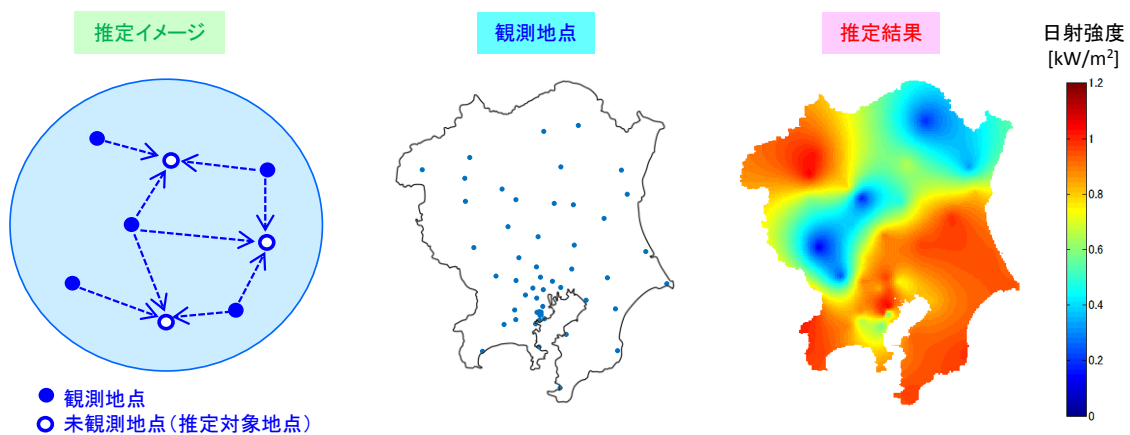 推定イメージ
観測地点
推定結果
日射強度
[kW/m²]
1.2
1
0.8
0.6
0.4
0.2
0
観測地点
未観測地点(推定対象地点)